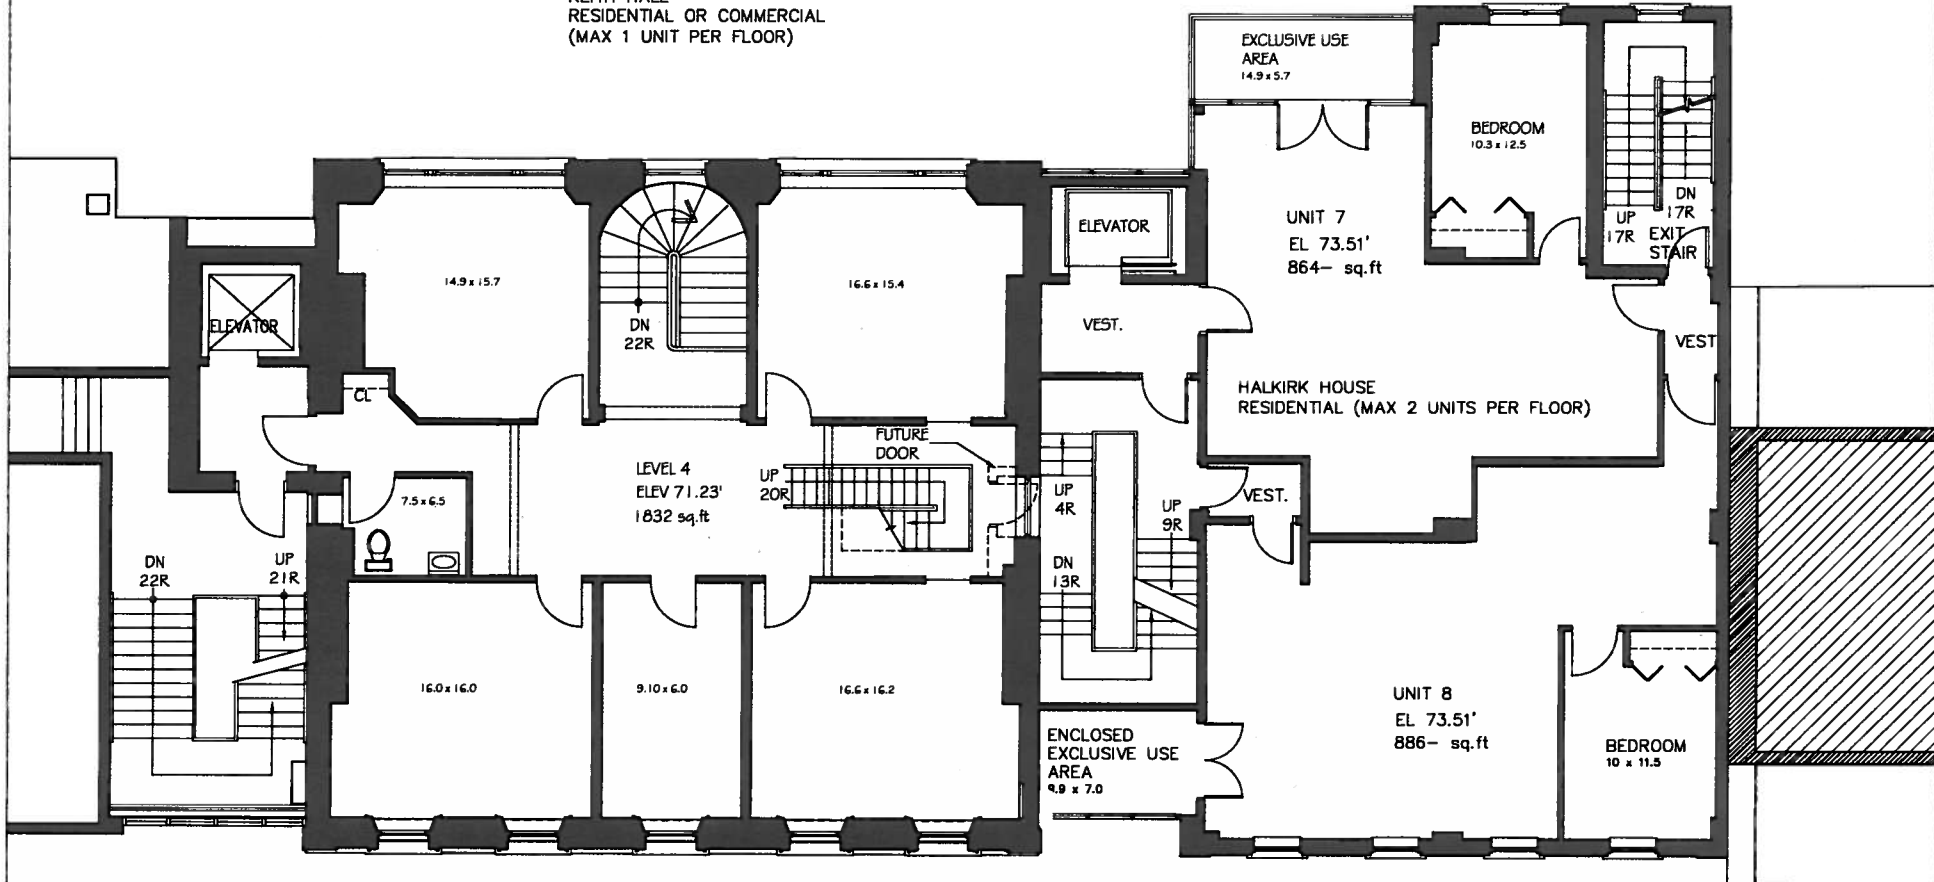 RESIDENTIAL OR COMMERCIAL
(MAX 1 UNIT PER FLOOR)
EXCLUSIVE USE
AREA
14.9 x 5.7
BEDROOM
10.3 x 12.5
DN
17R
UP
17R
EXIT
STAIR
UNIT 7
EL 73.51'
864- sq.ft
ELEVATOR
VEST.
VEST
HALKIRK HOUSE
RESIDENTIAL (MAX 2 UNITS PER FLOOR)
14.9 x 15.7
DN
22R
16.6 x 15.4
ELEVATOR
CL
FUTURE
DOOR
LEVEL 4
ELEV 71.23'
1832 sq.ft
UP
20R
7.5 x 6.5
UP
4R
UP
9R
VEST.
DN
22R
UP
21R
DN
13R
16.0 x 16.0
9.10 x 6.0
16.6 x 16.2
UNIT 8
EL 73.51'
886- sq.ft
ENCLOSED
EXCLUSIVE USE
AREA
9.9 x 7.0
BEDROOM
10 x 11.5